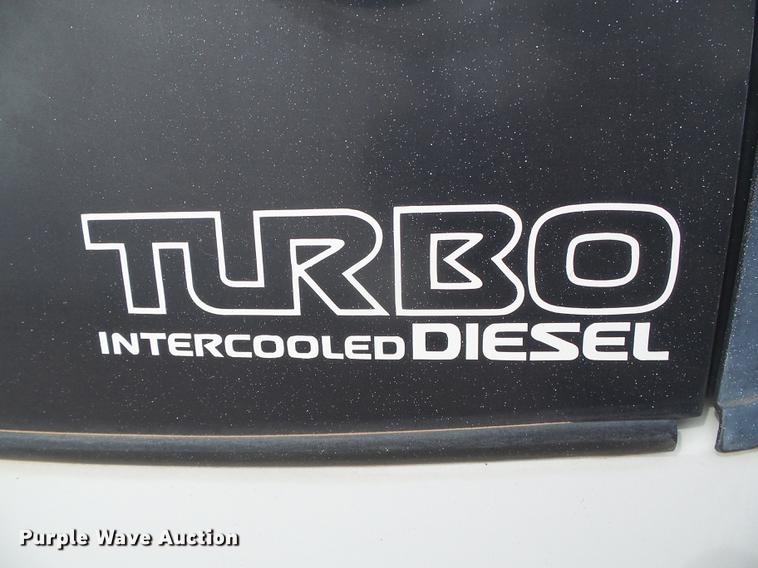 TURBO
INTERCOOLED DIESEL
Purple Wave Auction